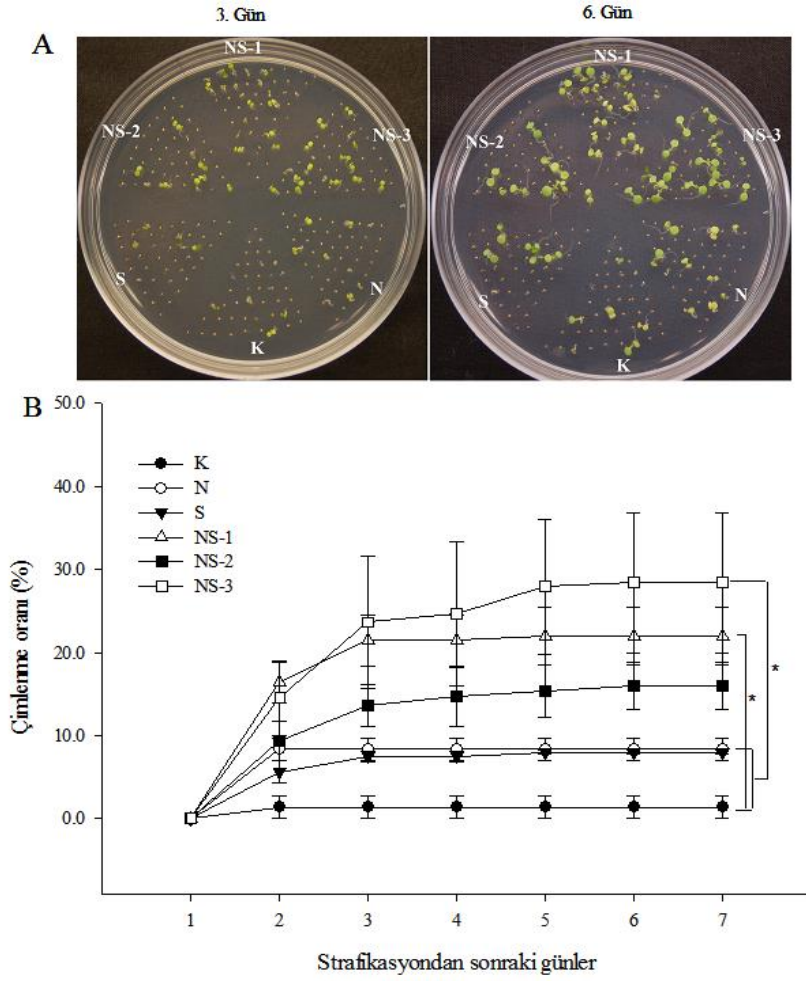 3. Gün
6. Gün
A
NS-1
NS-2
NS-3
S
N
K
NS-1
NS-2
NS-3
S
N
K
B
50.0
40.0
30.0
20.0
10.0
0.0
Çimlenme oranı (%)
K
N
S
NS-1
NS-2
NS-3
*
*
1 2 3 4 5 6 7
Strafikasyondan sonraki günler